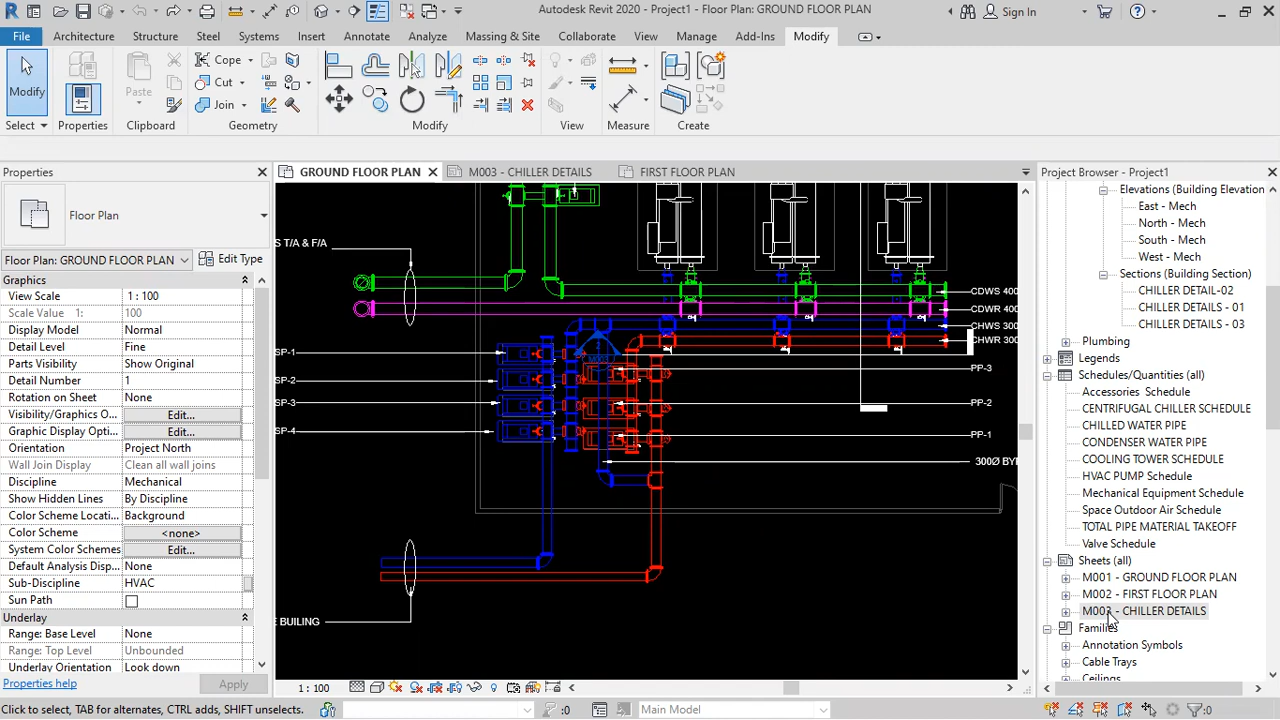 Autodesk Revit 2020 - Project1 - Floor Plan: GROUND FLOOR PLAN
Sign In
File Architecture Structure Steel Systems Insert Annotate Analyze Massing & Site Collaborate View Manage Add-Ins Modify
Modify
Properties
Paste
Cope
Cut
Join
Select
Properties
Clipboard
Geometry
Modify
View
Measure
Create
Properties
GROUND FLOOR PLAN
M003 - CHILLER DETAILS
FIRST FLOOR PLAN
Project Browser - Project1
Floor Plan
Floor Plan: GROUND FLOOR PLAN
Edit Type
Graphics
View Scale 1 : 100
Scale Value 1: 100
Display Model Normal
Detail Level Fine
Parts Visibility Show Original
Detail Number 1
Rotation on Sheet None
Visibility/Graphics O... Edit...
Graphic Display Opti... Edit...
Orientation Project North
Wall Join Display Clean all wall joins
Discipline Mechanical
Show Hidden Lines By Discipline
Color Scheme Locati... Background
Color Scheme <none>
System Color Schemes Edit...
Default Analysis Disp... None
Sub-Discipline HVAC
Sun Path
Underlay
Range: Base Level None
Range: Top Level Unbounded
Underlay Orientation Look down
Properties help
Apply
S T/A & F/A
CDWS 400
CDWR 400
CHWS 300
CHWR 300
SP-1
SP-2
SP-3
SP-4
M003
PP-3
PP-2
PP-1
300Ø BY
E BUILING
Elevations (Building Elevation
East - Mech
North - Mech
South - Mech
West - Mech
Sections (Building Section)
CHILLER DETAIL-02
CHILLER DETAILS - 01
CHILLER DETAILS - 03
Plumbing
Legends
Schedules/Quantities (all)
Accessories Schedule
CENTRIFUGAL CHILLER SCHEDULE
CHILLED WATER PIPE
CONDENSER WATER PIPE
COOLING TOWER SCHEDULE
HVAC PUMP Schedule
Mechanical Equipment Schedule
Space Outdoor Air Schedule
TOTAL PIPE MATERIAL TAKEOFF
Valve Schedule
Sheets (all)
M001 - GROUND FLOOR PLAN
M002 - FIRST FLOOR PLAN
M003 - CHILLER DETAILS
Families
Annotation Symbols
Cable Trays
Ceilings
1 : 100
Click to select, TAB for alternates, CTRL adds, SHIFT unselects.
:0
Main Model
:0